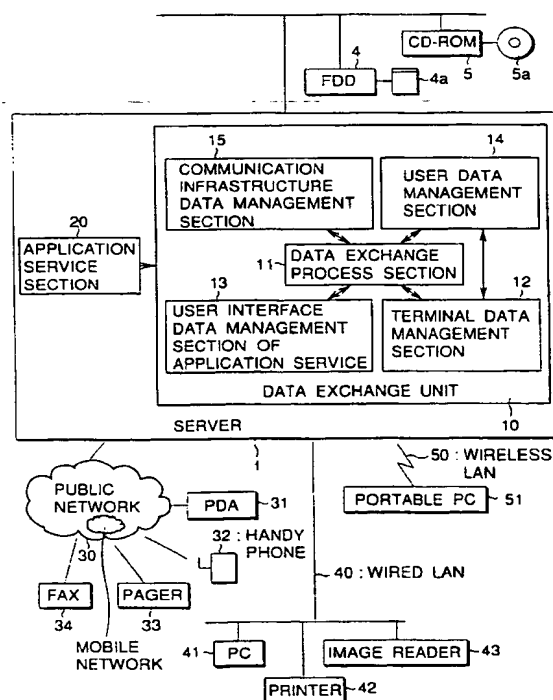 CD-ROM
5
5a
4
FDD
4a
15
COMMUNICATION
INFRASTRUCTURE
DATA MANAGEMENT
SECTION
14
USER DATA
MANAGEMENT
SECTION
20
APPLICATION
SERVICE
SECTION
11
DATA EXCHANGE
PROCESS SECTION
13
USER INTERFACE
DATA MANAGEMENT
SECTION OF
APPLICATION SERVICE
12
TERMINAL DATA
MANAGEMENT
SECTION
DATA EXCHANGE UNIT
10
SERVER
1
50 : WIRELESS
LAN
PORTABLE PC
51
PUBLIC
NETWORK
30
PDA
31
32 : HANDY
PHONE
FAX
34
PAGER
33
MOBILE
NETWORK
40 : WIRED LAN
41
PC
IMAGE READER
43
PRINTER
42